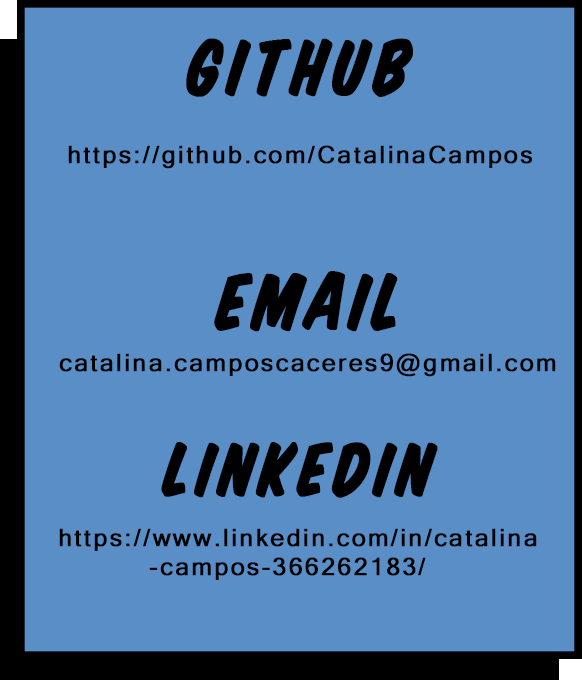 GITHUB
https://github.com/CatalinaCampos
EMAIL
catalina.camposcaceres9@gmail.com
LINKEDIN
https://www.linkedin.com/in/catalina
-campos-366262183/